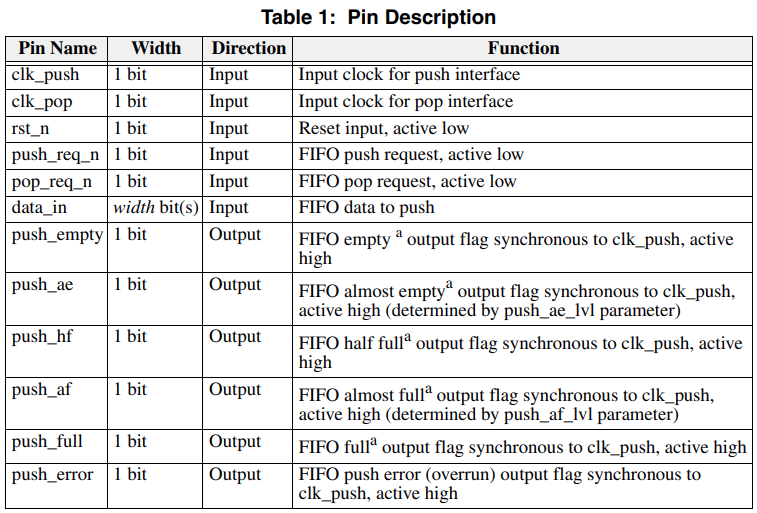 Table 1: Pin Description
Pin Name Width Direction Function
clk_push 1 bit Input Input clock for push interface
clk_pop 1 bit Input Input clock for pop interface
rst_n 1 bit Input Reset input, active low
push_req_n 1 bit Input FIFO push request, active low
pop_req_n 1 bit Input FIFO pop request, active low
data_in width bit(s) Input FIFO data to push
push_empty 1 bit Output FIFO empty a output flag synchronous to clk_push, active
high
push_ae 1 bit Output FIFO almost emptya output flag synchronous to clk_push,
active high (determined by push_ae_lvl parameter)
push_hf 1 bit Output FIFO half fulla output flag synchronous to clk_push, active
high
push_af 1 bit Output FIFO almost fulla output flag synchronous to clk_push,
active high (determined by push_af_lvl parameter)
push_full 1 bit Output FIFO fulla output flag synchronous to clk_push, active high
push_error 1 bit Output FIFO push error (overrun) output flag synchronous to
clk_push, active high